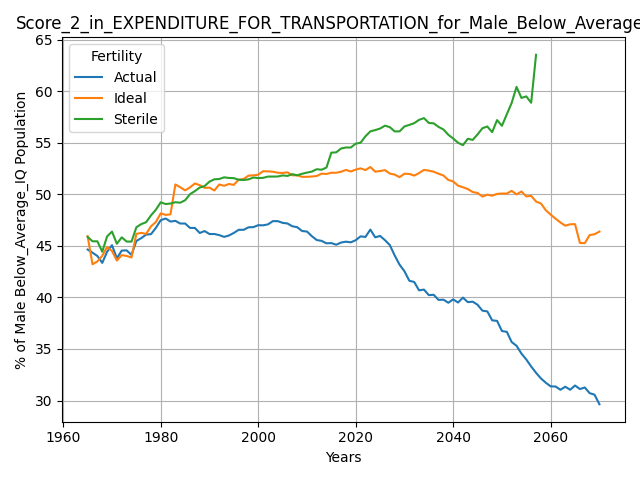 Score_2_in_EXPENDITURE_FOR_TRANSPORTATION_for_Male_Below_Average
65
60
55
50
45
40
35
30
% of Male Below_Average_IQ Population
Fertility
Actual
Ideal
Sterile
1960
1980
2000
2020
2040
2060
Years